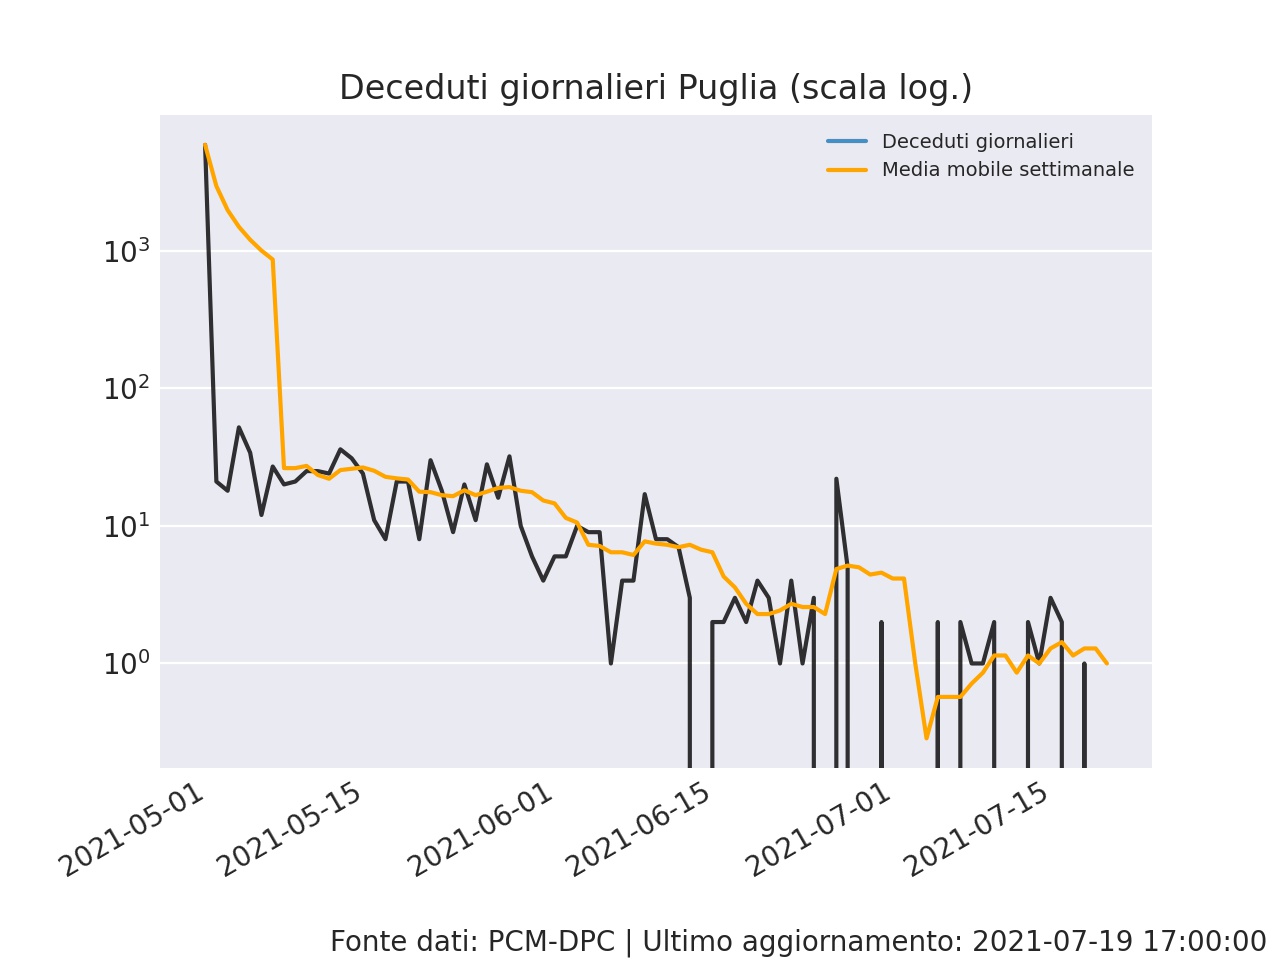 Deceduti giornalieri Puglia (scala log.)
Deceduti giornalieri
Media mobile settimanale
10³
10²
10¹
10⁰
2021-05-01
2021-05-15
2021-06-01
2021-06-15
2021-07-01
2021-07-15
Fonte dati: PCM-DPC | Ultimo aggiornamento: 2021-07-19 17:00:00